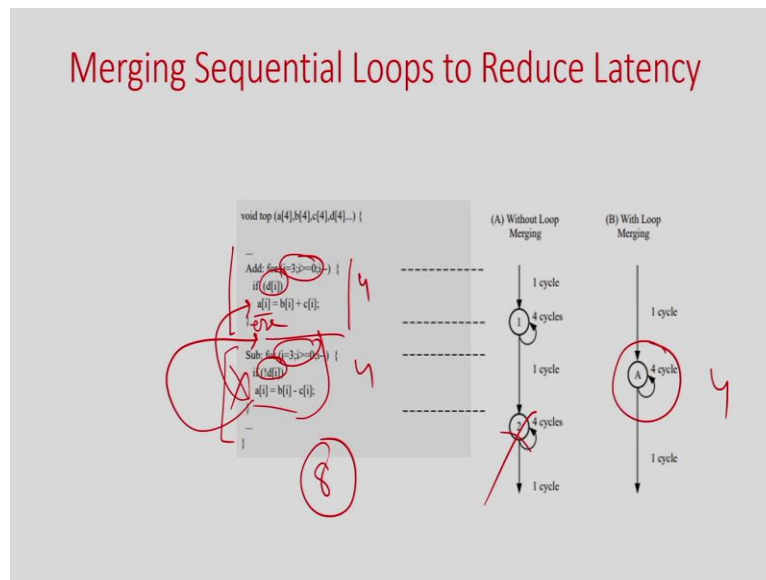 Merging Sequential Loops to Reduce Latency
void top (a[4],b[4],c[4],d[4]...) {
...
Add: for (i=3;i>=0;i--) {
if (d[i])
a[i] = b[i] + c[i];
}
Sub: for (i=3;i>=0;i--) {
if (!d[i])
a[i] = b[i] - c[i];
}
...
}
4
4
8
(A) Without Loop
Merging
1 cycle
1
4 cycles
1 cycle
2
4 cycles
1 cycle
(B) With Loop
Merging
1 cycle
A
4 cycle
1 cycle
4